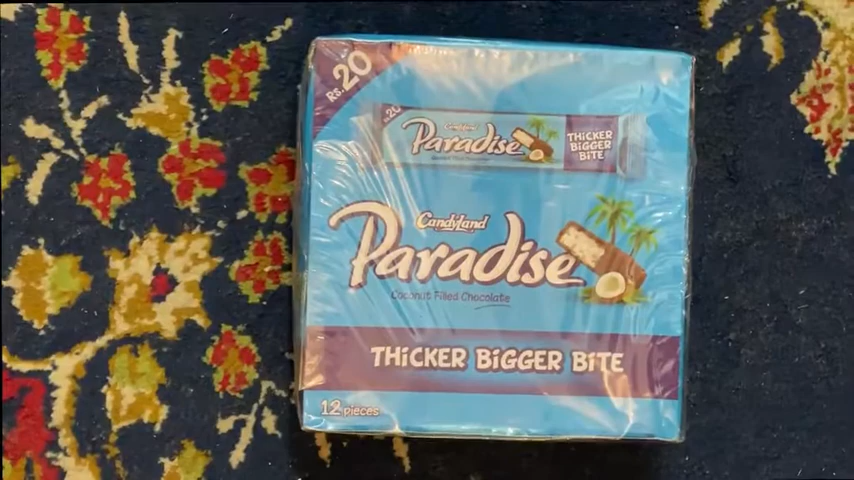 Rs.20
Rs.20
Candyland
Paradise
THiCKER
BiGGER
BiTE
CandyLand
Paradise
Coconut Filled Chocolate
THiCKER BiGGER BiTE
12 pieces